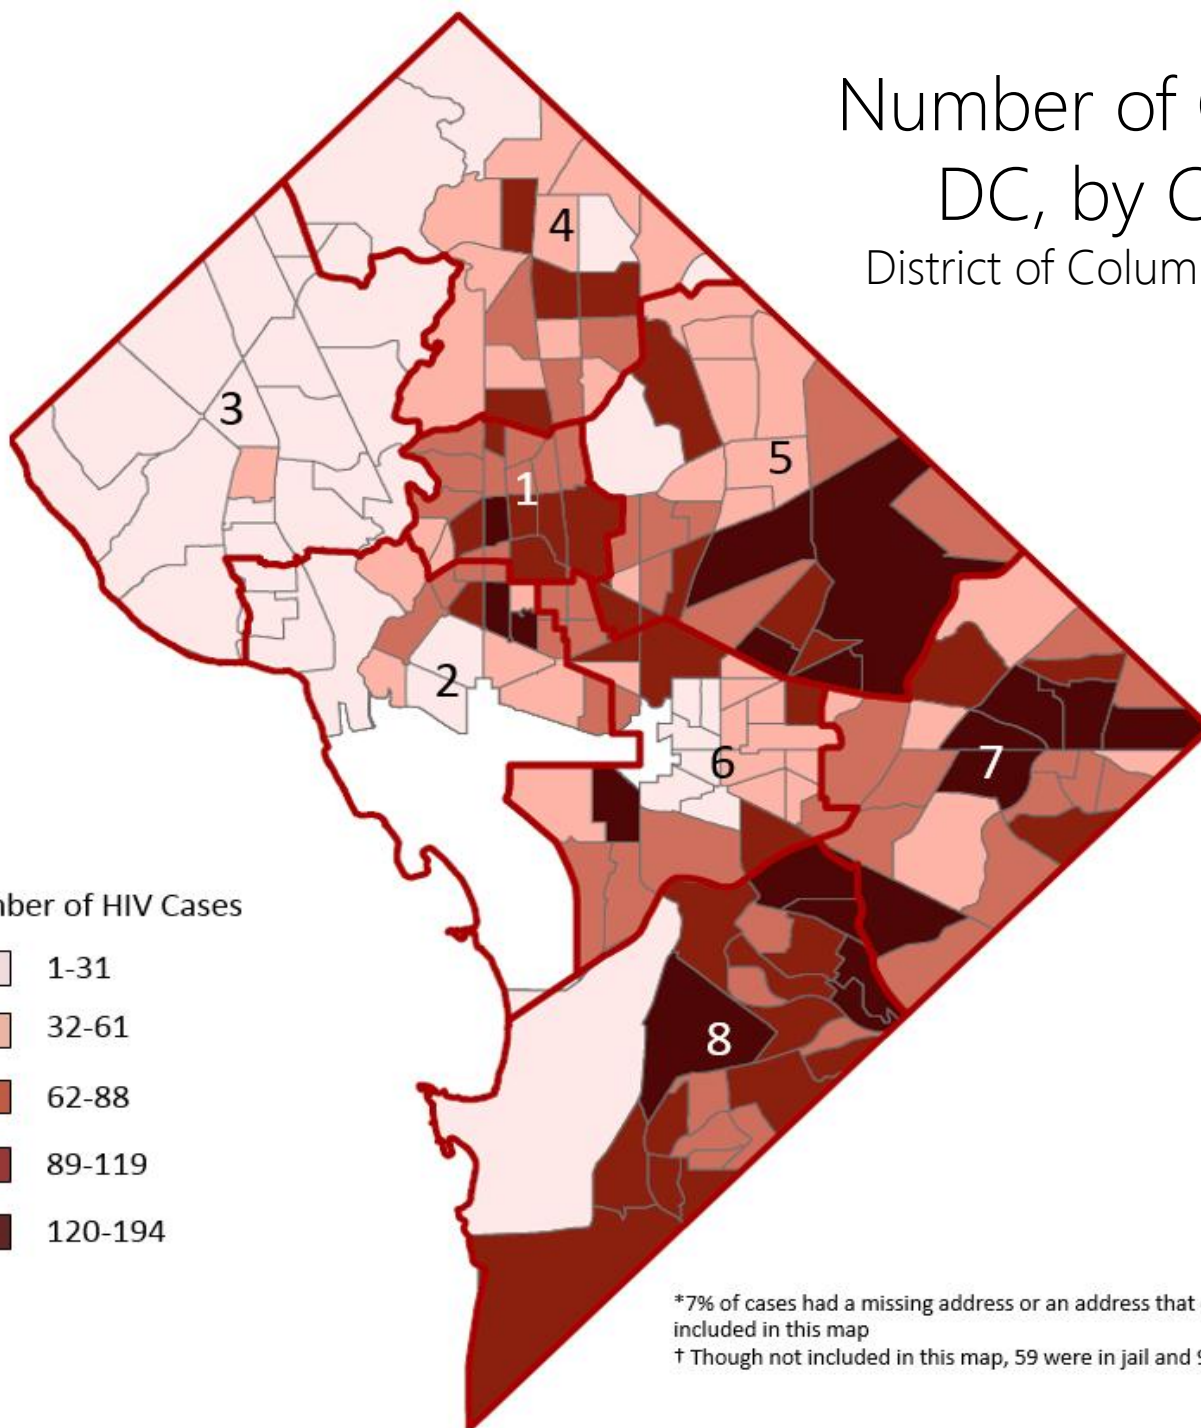 Number of
DC, by
District of Colum
4
3
5
1
2
6
7
8
nber of HIV Cases
1-31
32-61
62-88
89-119
120-194
*7% of cases had a missing address or an address that
included in this map
† Though not included in this map, 59 were in jail and 9